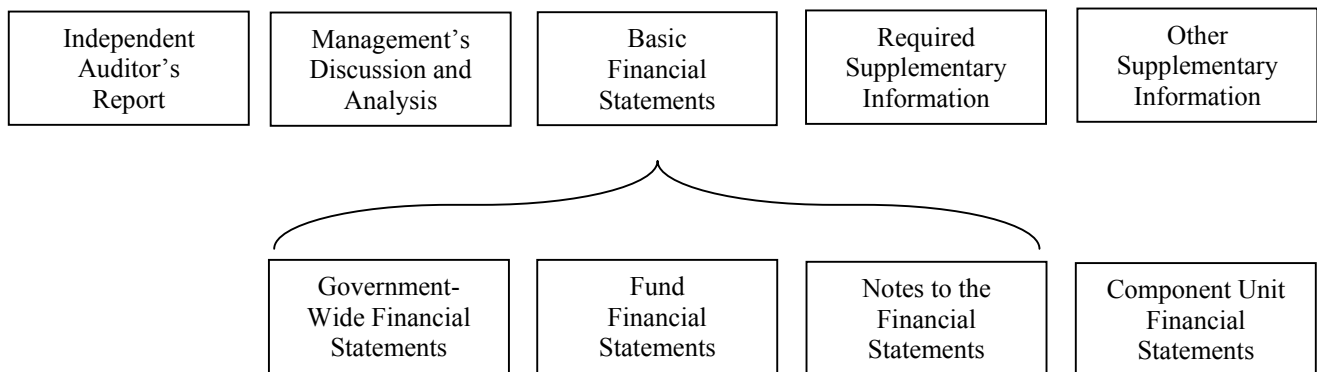 Independent
Auditor’s
Report
Management’s
Discussion and
Analysis
Basic
Financial
Statements
Required
Supplementary
Information
Other
Supplementary
Information
Government-
Wide Financial
Statements
Fund
Financial
Statements
Notes to the
Financial
Statements
Component Unit
Financial
Statements